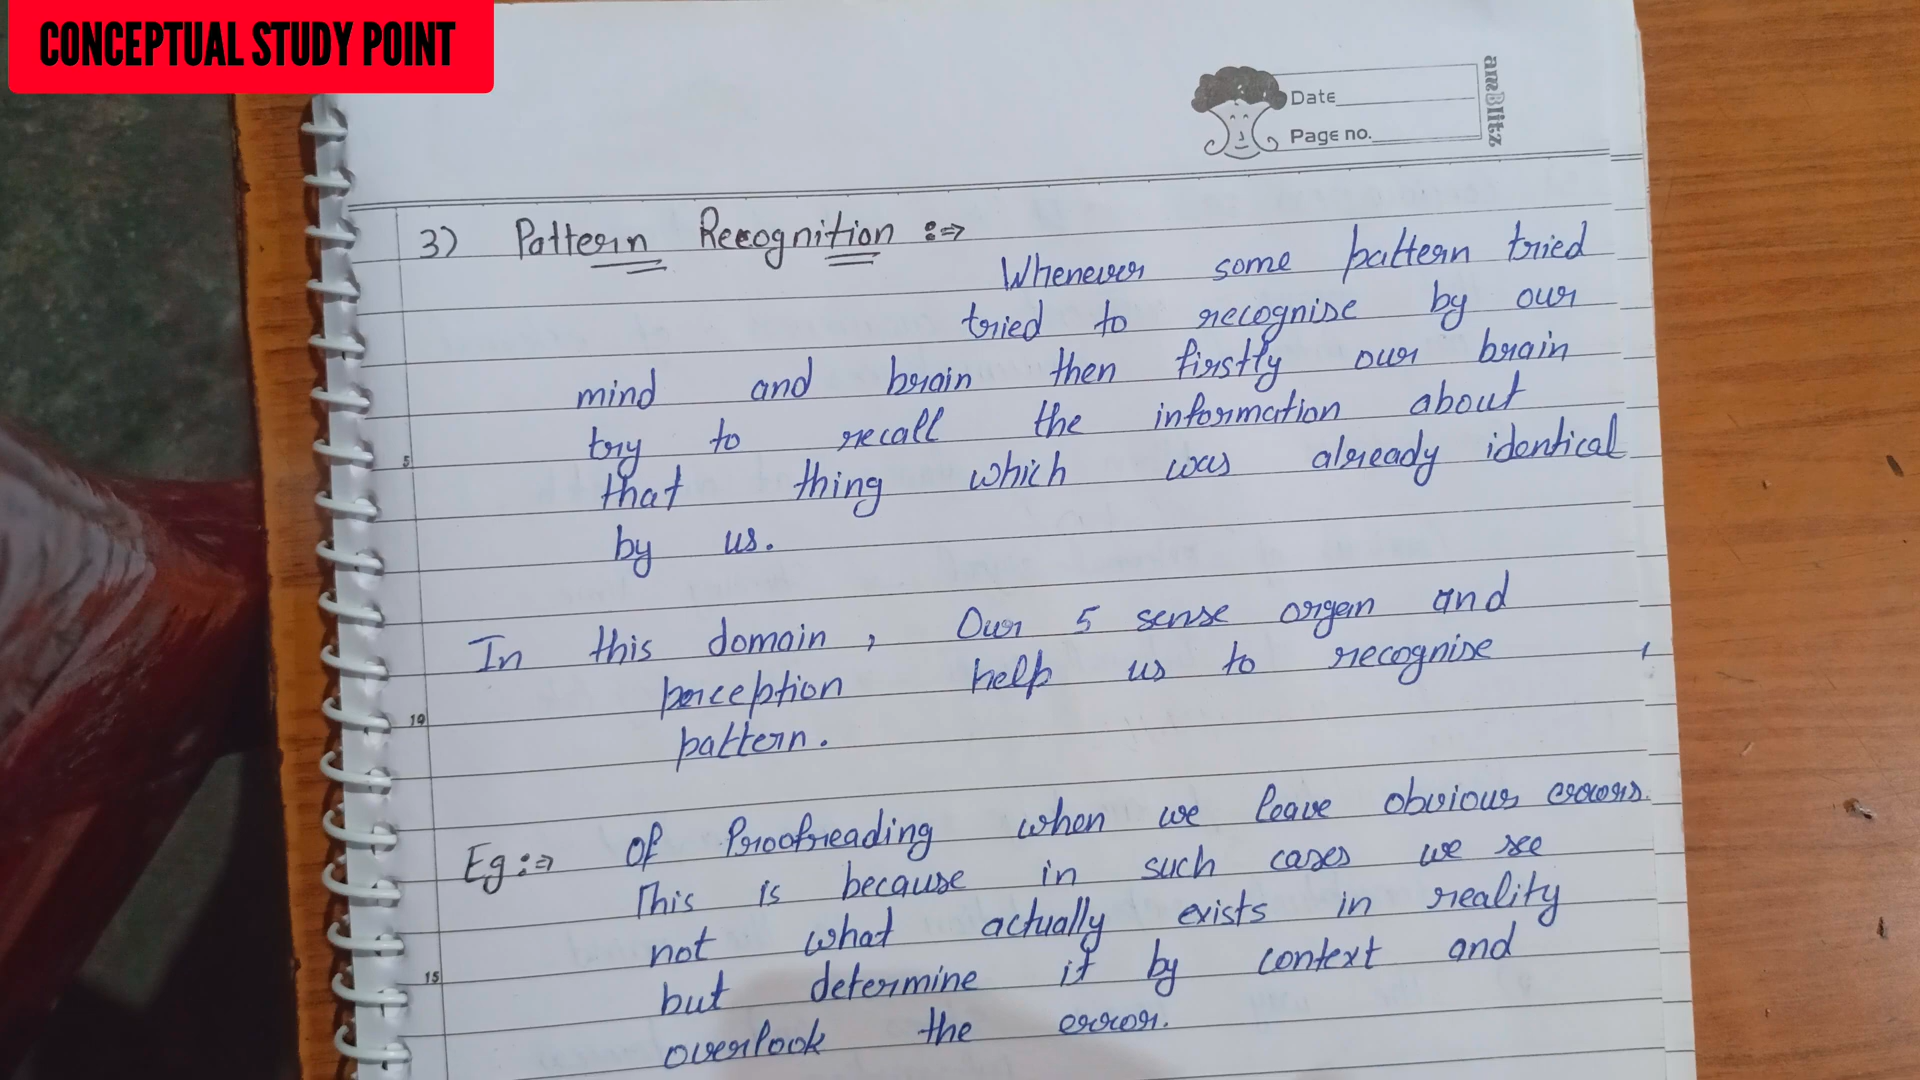 CONCEPTUAL STUDY POINT
Date
Page no.
amBlitz
3) Pattern Recognition :⇒
Whenever some pattern tried
tried to recognise by our
mind and brain then firstly our brain
try to recall the information about
that thing which was already identical
by us.
In this domain, Our 5 sense organ and
perception help us to recognise
pattern.
Eg:⇒ Of Proofreading when we leave obvious errors.
This is because in such cases we see
not what actually exists in reality
but determine it by context and
overlook the error.
5
10
15